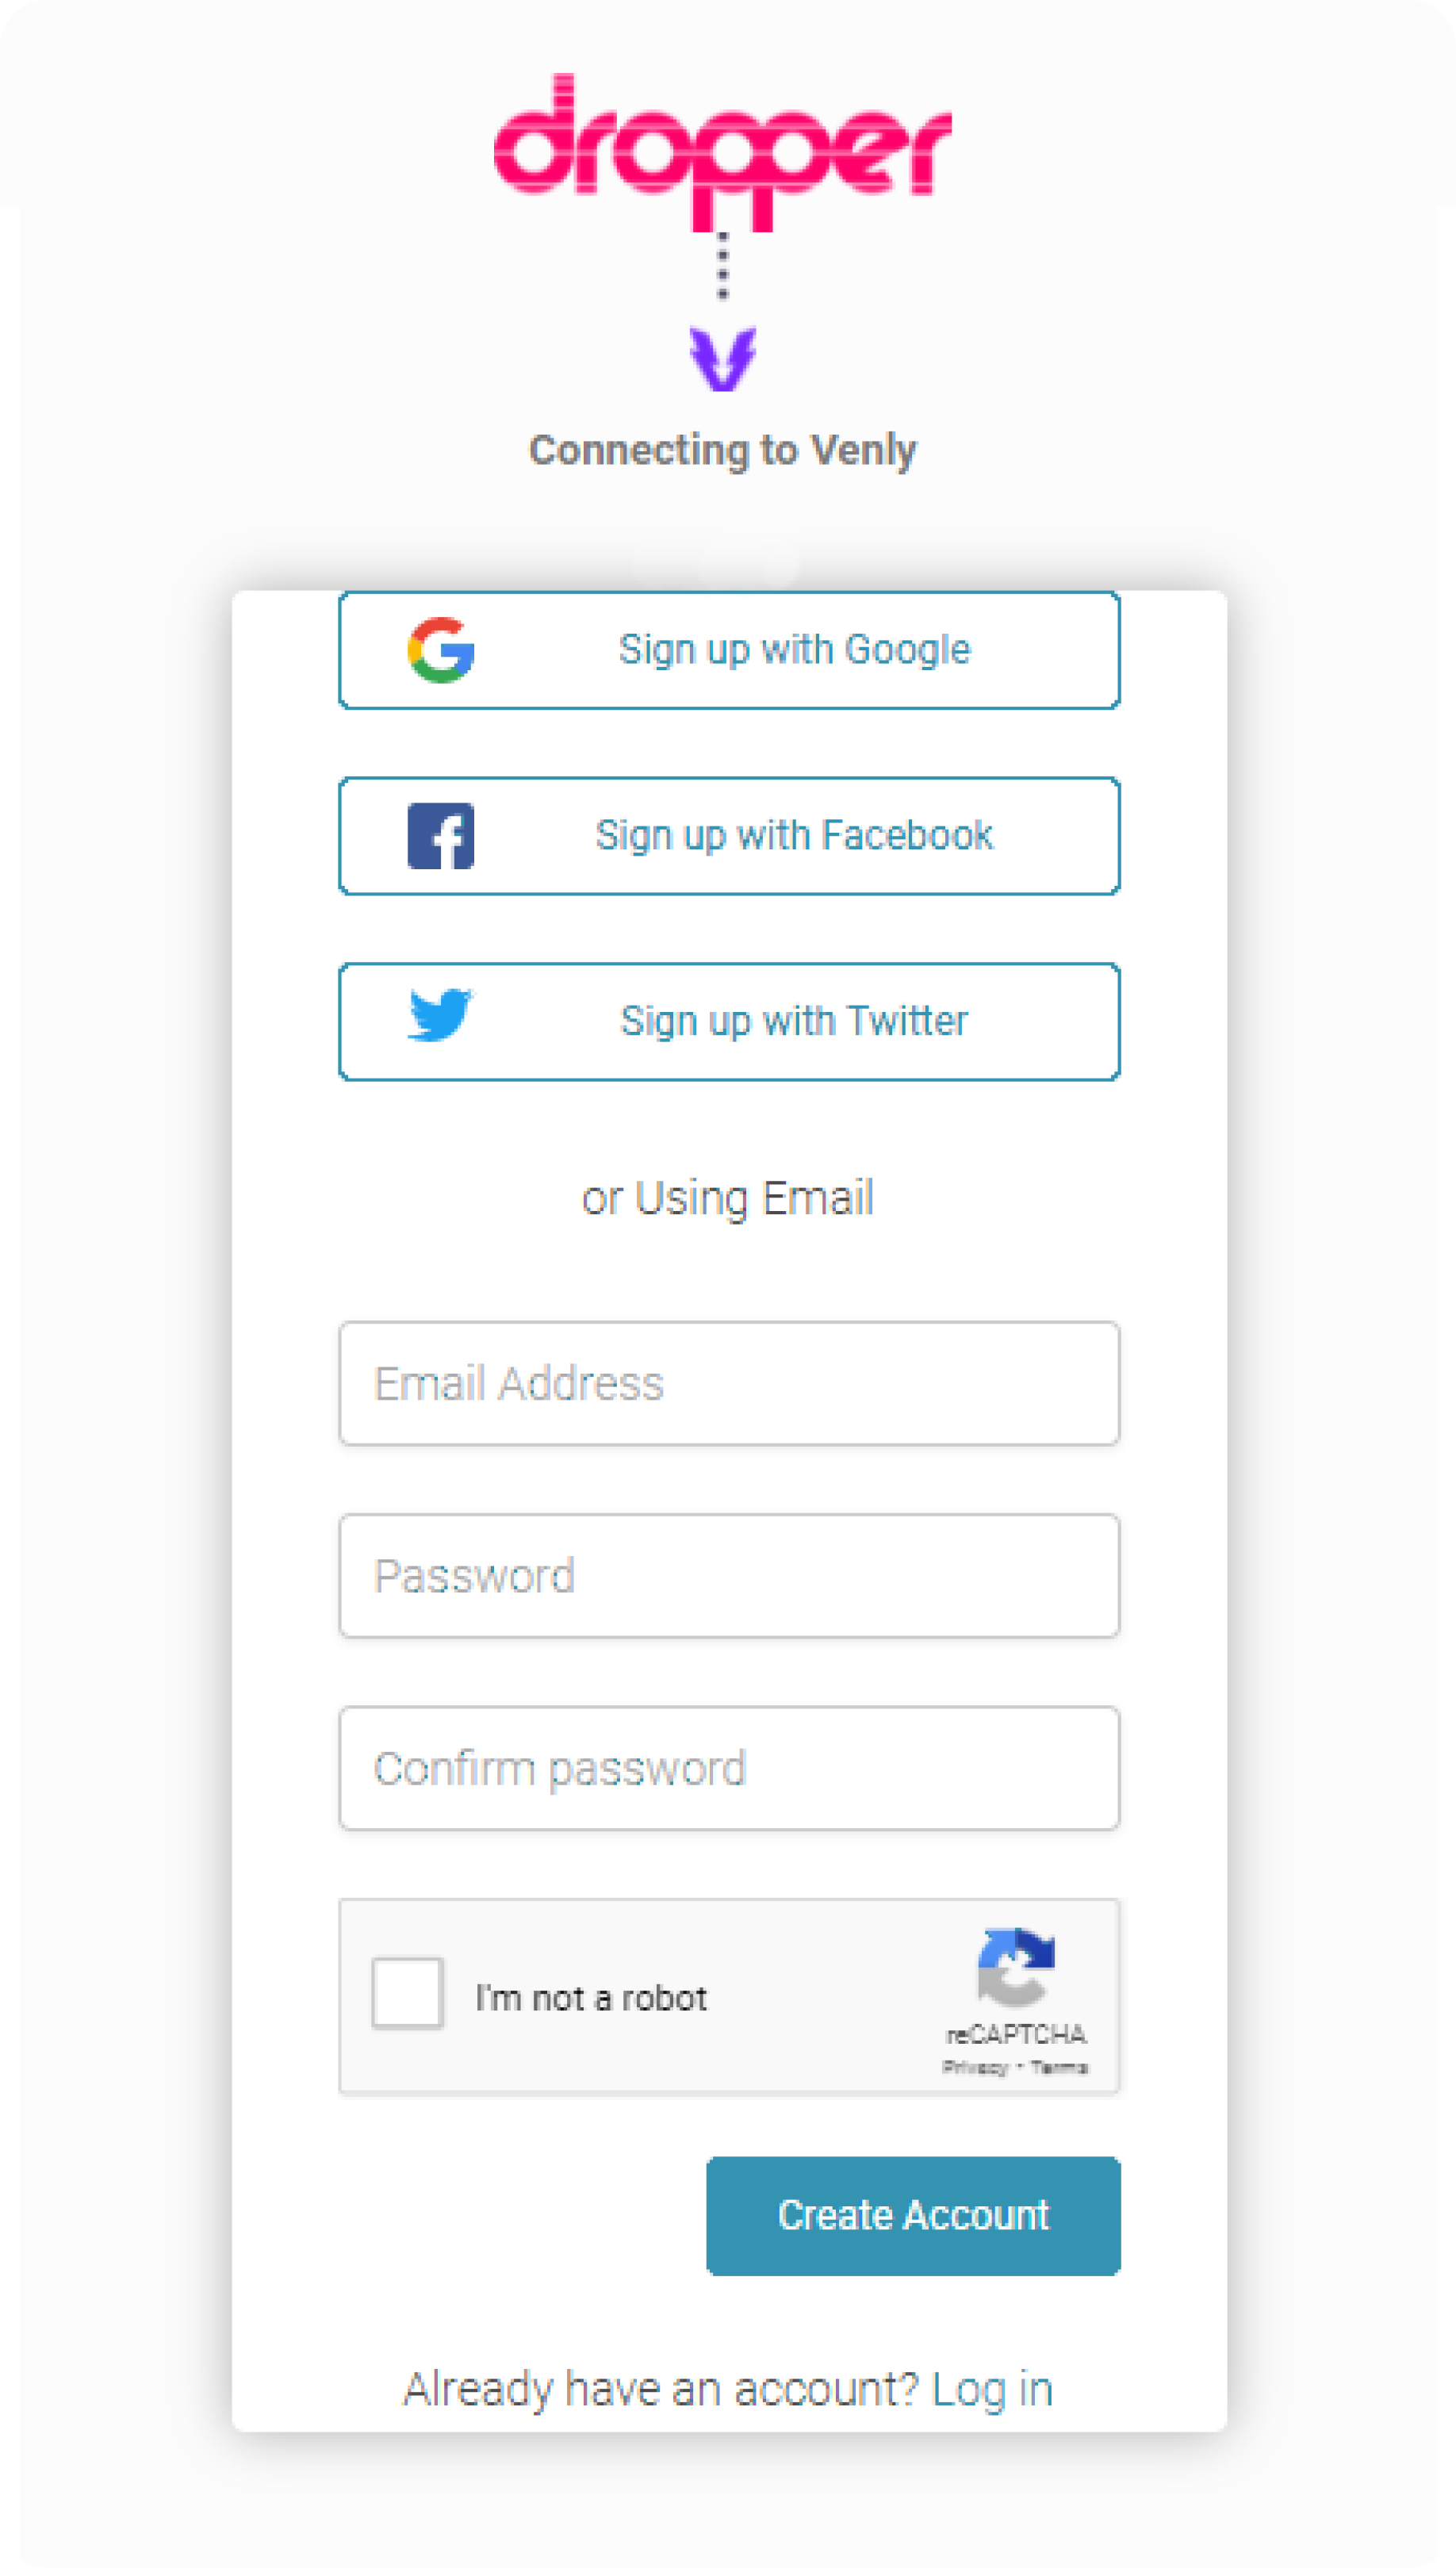 dropper
Connecting to Venly
Sign up with Google
Sign up with Facebook
Sign up with Twitter
or Using Email
Email Address
Password
Confirm password
I'm not a robot
reCAPTCHA
Privacy - Terms
Create Account
Already have an account? Log in